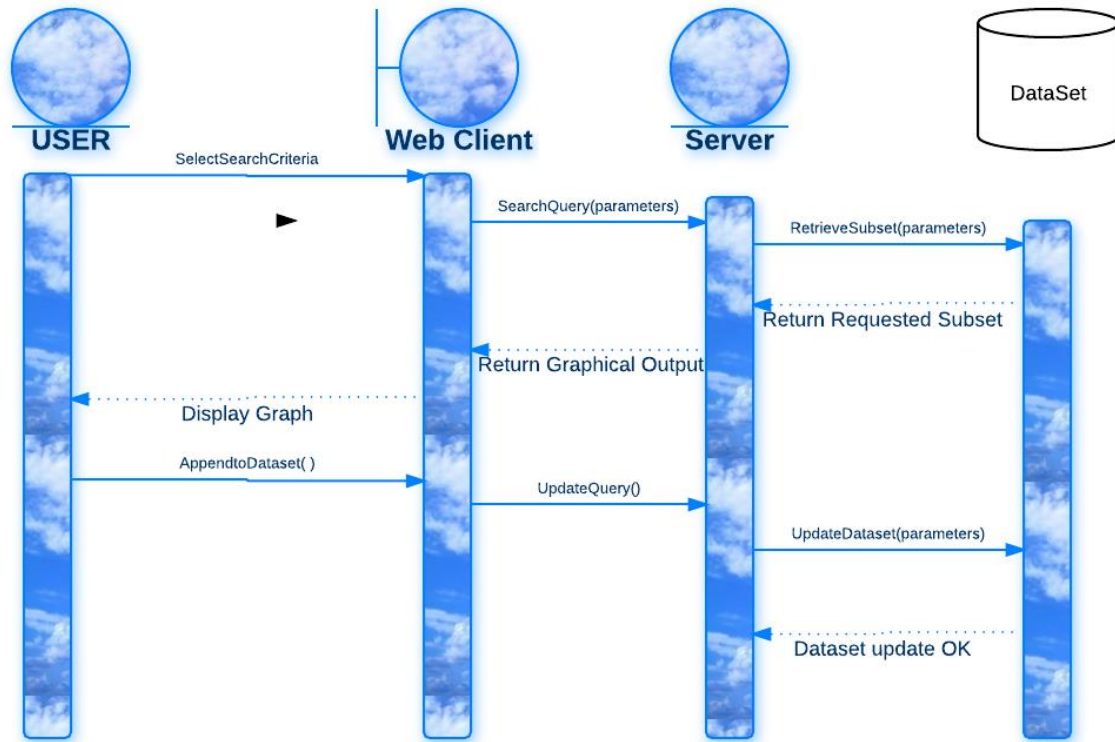 USER
Web Client
Server
DataSet
SelectSearchCriteria
SearchQuery(parameters)
RetrieveSubset(parameters)
Return Requested Subset
Return Graphical Output
Display Graph
AppendtoDataset( )
UpdateQuery()
UpdateDataset(parameters)
Dataset update OK